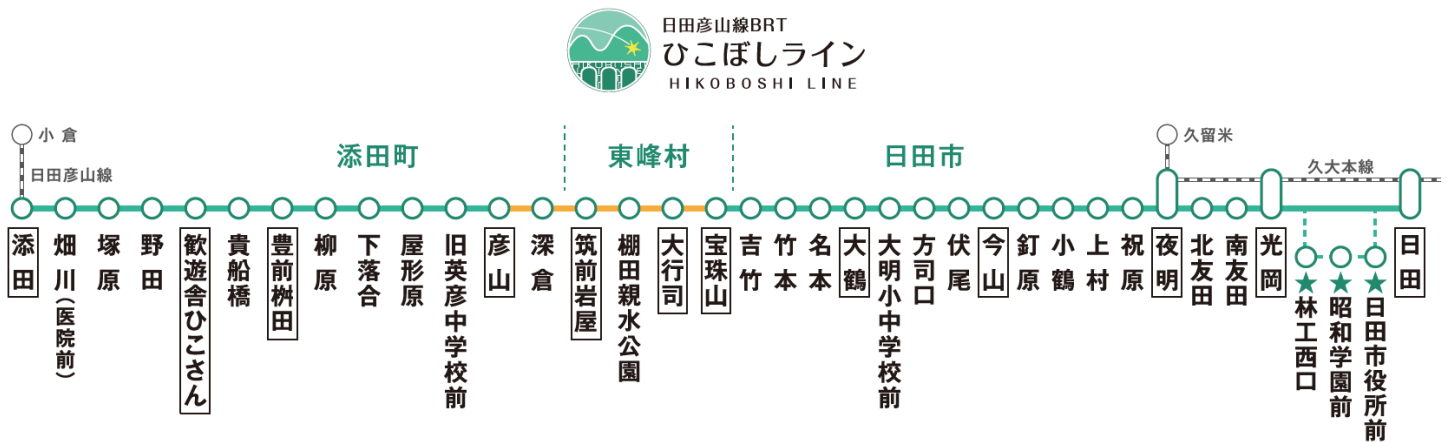 日田彦山線BRT
ひこぼしライン
HIKOBOSHI LINE
小倉
日田彦山線
添田町
東峰村
日田市
久留米
久大本線
添田
畑川(医院前)
塚原
野田
歓遊舎ひこさん
貴船橋
豊前桝田
柳原
下落合
屋形原
旧英彦中学校前
彦山
深倉
筑前岩屋
棚田親水公園
大行司
宝珠山
吉竹
竹本
名本
大鶴
大明小中学校前
方司口
伏尾
今山
釘原
小鶴
上村
祝原
夜明
北友田
南友田
光岡
★林工西口
★昭和学園前
★日田市役所前
日田